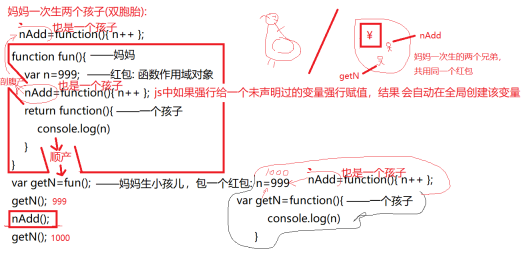 妈妈一次生两个孩子(双胞胎):
也是一个孩子
nAdd=function(){ n++ };
function fun(){ ——妈妈
var n=999; ——红包: 函数作用域对象
剖腹产
也是一个孩子
nAdd=function(){ n++ }; js中如果强行给一个未声明过的变量强行赋值，结果 会自动在全局创建该变量
return function(){ ——一个孩子
console.log(n)
}
顺产
}
var getN=fun(); ——妈妈生小孩儿，包一个红包: n=999
getN(); 999
nAdd();
getN(); 1000
¥
nAdd
getN
妈妈一次生的两个兄弟，
共用同一个红包
1000
也是一个孩子
nAdd=function(){ n++ };
var getN=function(){ ——一个孩子
console.log(n)
}